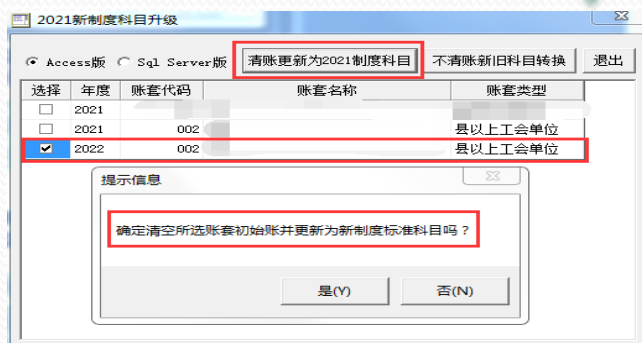 2021新制度科目升级
Access版 Sql Server版 清账更新为2021制度科目 不清账新旧科目转换 退出
选择 年度 账套代码 账套名称 账套类型
2021
2021 002 县以上工会单位
2022 002 县以上工会单位
提示信息
确定清空所选账套初始账并更新为新制度标准科目吗？
是(Y) 否(N)